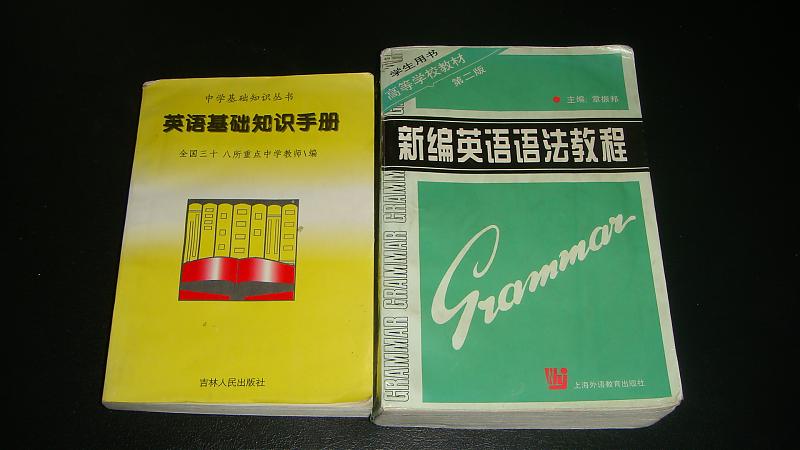 中学基础知识丛书
英语基础知识手册
全国三十八所重点中学教师\编
吉林人民出版社
学生用书
高等学校教材
第二版
主编 章振邦
新编英语语法教程
GRAMMAR GRAMMAR GRAMMAR GRAMM
Grammar
上海外语教育出版社